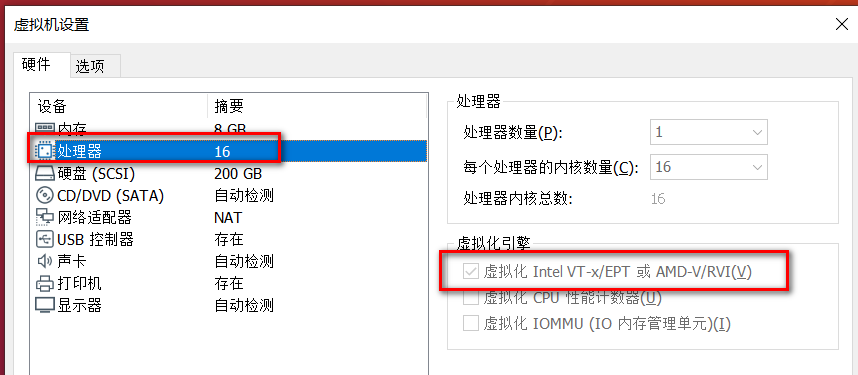 虚拟机设置
硬件 选项
设备 摘要
内存 8 GB
处理器 16
硬盘 (SCSI) 200 GB
CD/DVD (SATA) 自动检测
网络适配器 NAT
USB 控制器 存在
声卡 自动检测
打印机 存在
显示器 自动检测
处理器
处理器数量(P): 1
每个处理器的内核数量(C): 16
处理器内核总数: 16
虚拟化引擎
虚拟化 Intel VT-x/EPT 或 AMD-V/RVI(V)
虚拟化 CPU 性能计数器(U)
虚拟化 IOMMU (IO 内存管理单元)(I)